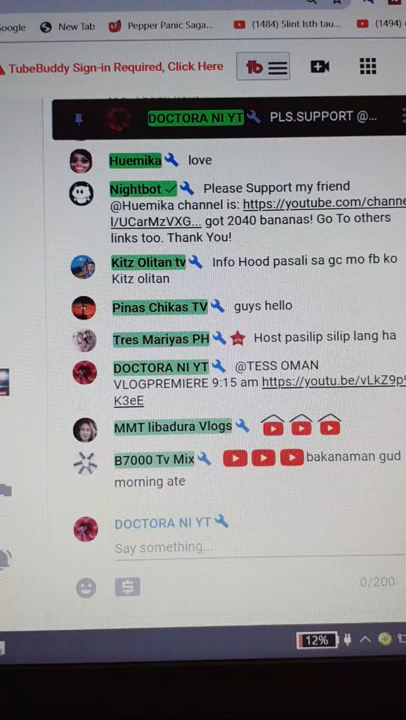 Google New Tab Pepper Panic Saga... (1484) Slint Isth tau... (1494)
TubeBuddy Sign-in Required, Click Here
DOCTORA NI YT PLS.SUPPORT @...
Huemika love
Nightbot Please Support my friend
@Huemika channel is: https://youtube.com/channe
l/UCarMzVXG... got 2040 bananas! Go To others
links too. Thank You!
Kitz Olitan tv Info Hood pasali sa gc mo fb ko
Kitz olitan
Pinas Chikas TV guys hello
Tres Mariyas PH Host pasilip silip lang ha
DOCTORA NI YT @TESS OMAN
VLOGPREMIERE 9:15 am https://youtu.be/vLkZ9p
K3eE
MMT libadura Vlogs
B7000 Tv Mix bakanaman gud
morning ate
DOCTORA NI YT
Say something...
0/200
12%